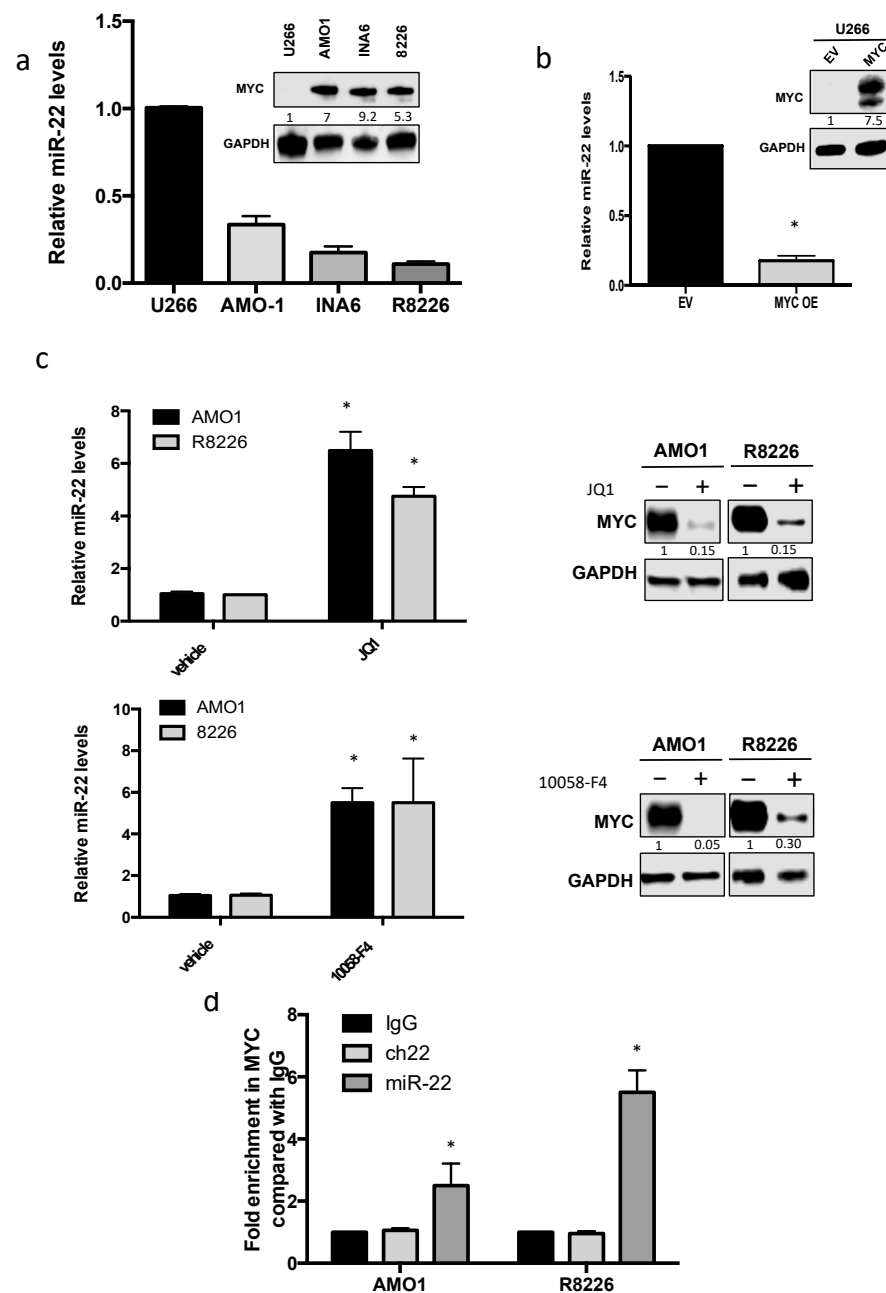 a
Relative miR-22 levels
1.5
1.0
0.5
0.0
U266 AMO-1 INA6 R8226
U266 AMO1 INA6 8226
MYC
1 7 9.2 5.3
GAPDH
b
Relative miR-22 levels
1.5
1.0
0.5
0.0
EV MYC OE
*
U266
EV MYC
MYC
1 7.5
GAPDH
c
Relative miR-22 levels
8
6
4
2
0
AMO1
R8226
* *
vehicle JQ1
AMO1 R8226
JQ1 − + − +
MYC
1 0.15 1 0.15
GAPDH
Relative miR-22 levels
10
8
6
4
2
0
AMO1
8226
* *
vehicle 10058-F4
AMO1 R8226
10058-F4 − + − +
MYC
1 0.05 1 0.30
GAPDH
d
Fold enrichment in MYC
compared with IgG
8
6
4
2
0
IgG
ch22
miR-22
* *
AMO1 R8226